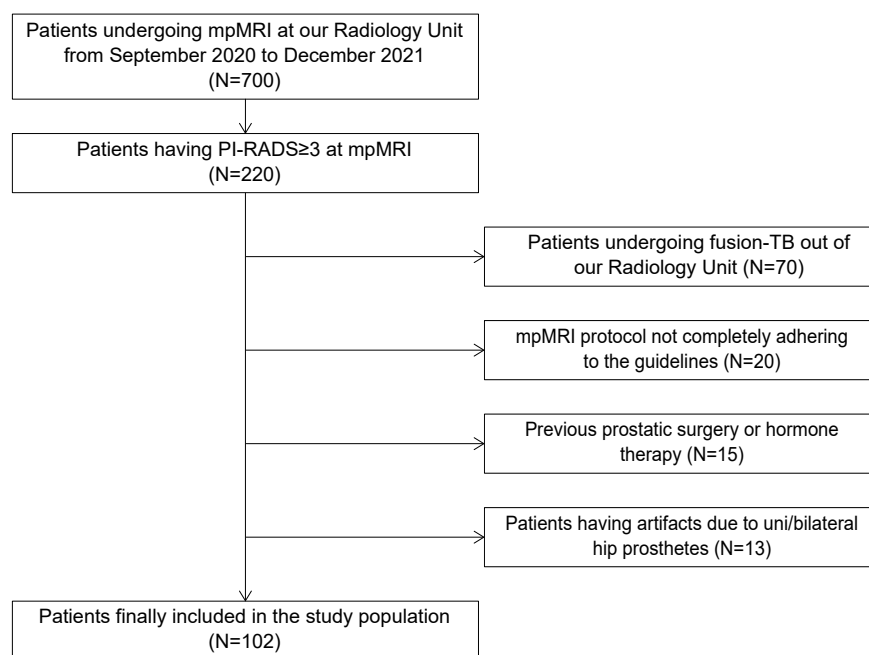 Patients undergoing mpMRI at our Radiology Unit
from September 2020 to December 2021
(N=700)
Patients having PI-RADS≥3 at mpMRI
(N=220)
Patients undergoing fusion-TB out of
our Radiology Unit (N=70)
mpMRI protocol not completely adhering
to the guidelines (N=20)
Previous prostatic surgery or hormone
therapy (N=15)
Patients having artifacts due to uni/bilateral
hip prosthetes (N=13)
Patients finally included in the study population
(N=102)